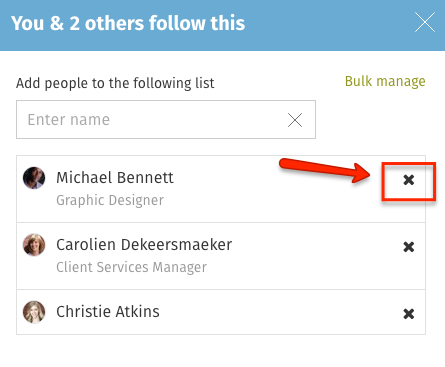 You & 2 others follow this
Add people to the following list
Bulk manage
Enter name
Michael Bennett
Graphic Designer
Carolien Dekeersmaeker
Client Services Manager
Christie Atkins